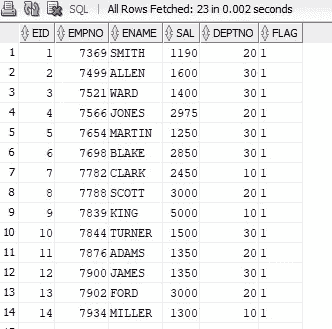 SQL | All Rows Fetched: 23 in 0.002 seconds
EID EMPNO ENAME SAL DEPTNO FLAG
1 1 7369 SMITH 1190 20 1
2 2 7499 ALLEN 1600 30 1
3 3 7521 WARD 1400 30 1
4 4 7566 JONES 2975 20 1
5 5 7654 MARTIN 1250 30 1
6 6 7698 BLAKE 2850 30 1
7 7 7782 CLARK 2450 10 1
8 8 7788 SCOTT 3000 20 1
9 9 7839 KING 5000 10 1
10 10 7844 TURNER 1500 30 1
11 11 7876 ADAMS 1350 20 1
12 12 7900 JAMES 1350 30 1
13 13 7902 FORD 3000 20 1
14 14 7934 MILLER 1300 10 1